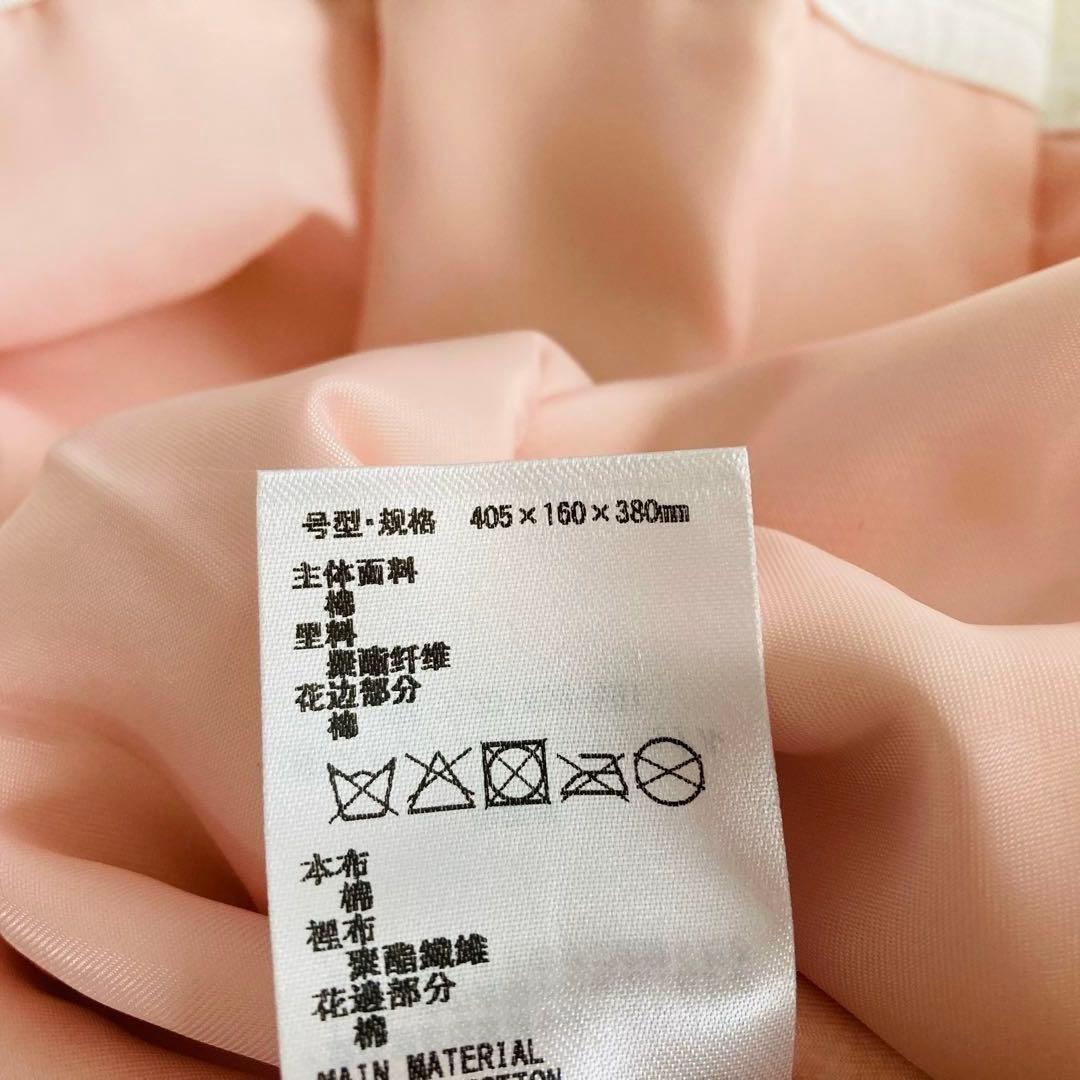 号型·规格 405×160×380mm
主体面料
棉
里料
聚酯纤维
花边部分
棉
本布
棉
裡布
聚酯纖維
花邊部分
棉
MAIN MATERIAL
COTTON